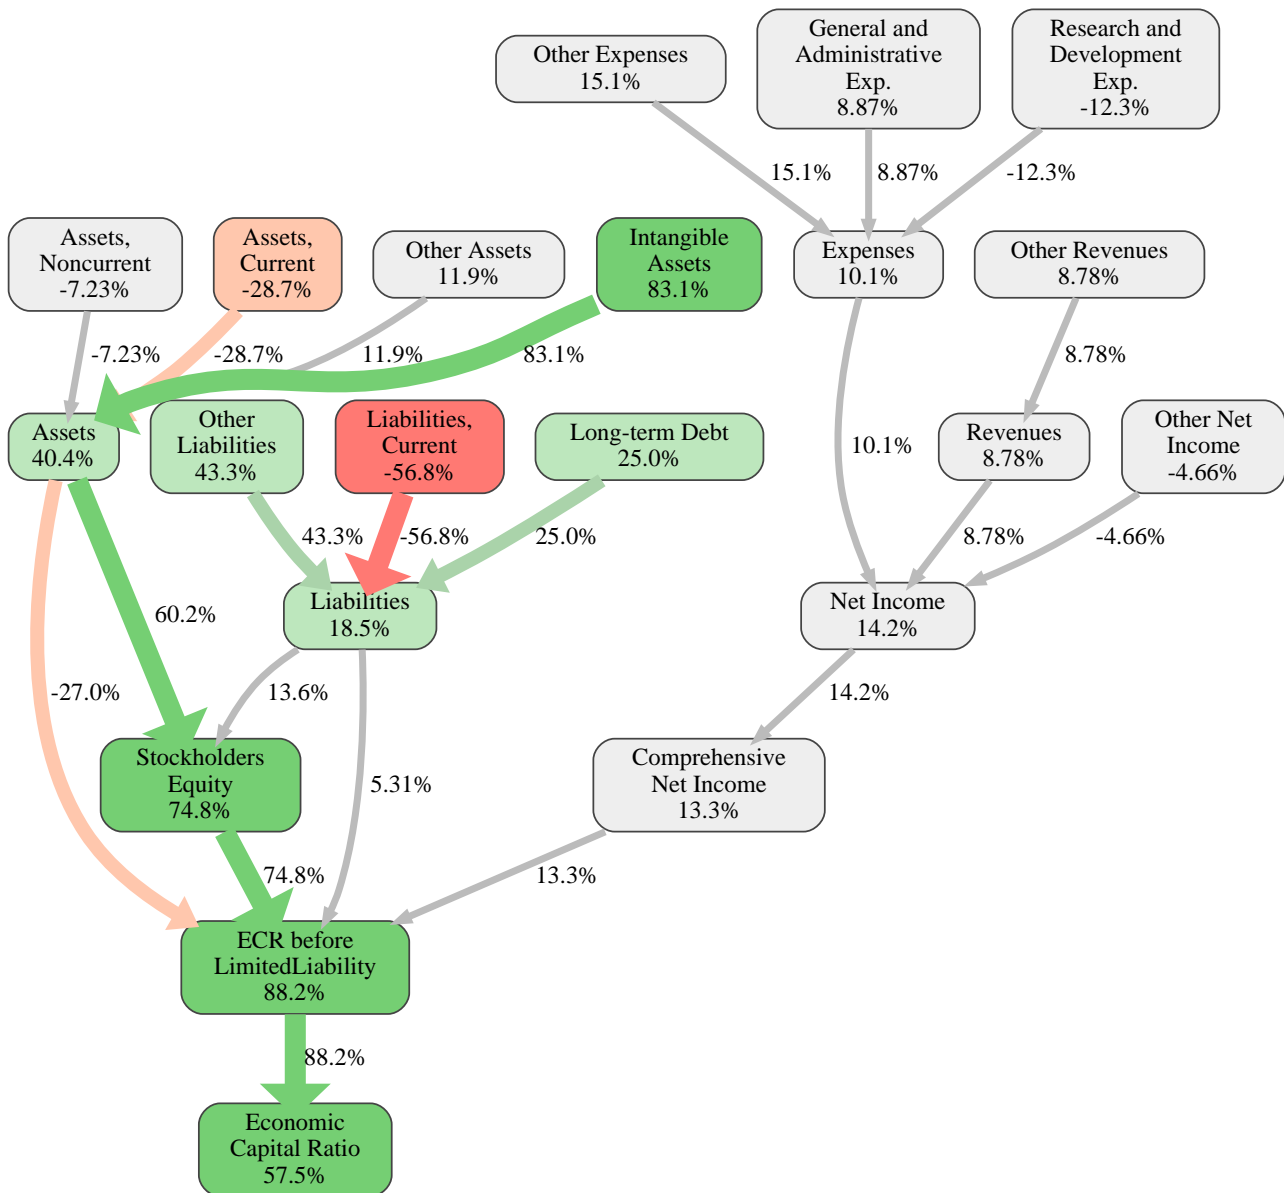 Other Expenses
15.1%
General and
Administrative
Exp.
8.87%
Research and
Development
Exp.
-12.3%
15.1%
8.87%
-12.3%
Assets,
Noncurrent
-7.23%
Assets,
Current
-28.7%
Other Assets
11.9%
Intangible
Assets
83.1%
Expenses
10.1%
Other Revenues
8.78%
-7.23%
-28.7%
11.9%
83.1%
8.78%
Assets
40.4%
Other
Liabilities
43.3%
Liabilities,
Current
-56.8%
Long-term Debt
25.0%
10.1%
Revenues
8.78%
Other Net
Income
-4.66%
43.3%
-56.8%
25.0%
8.78%
-4.66%
60.2%
Liabilities
18.5%
Net Income
14.2%
-27.0%
13.6%
14.2%
Stockholders
Equity
74.8%
5.31%
Comprehensive
Net Income
13.3%
74.8%
13.3%
ECR before
LimitedLiability
88.2%
88.2%
Economic
Capital Ratio
57.5%